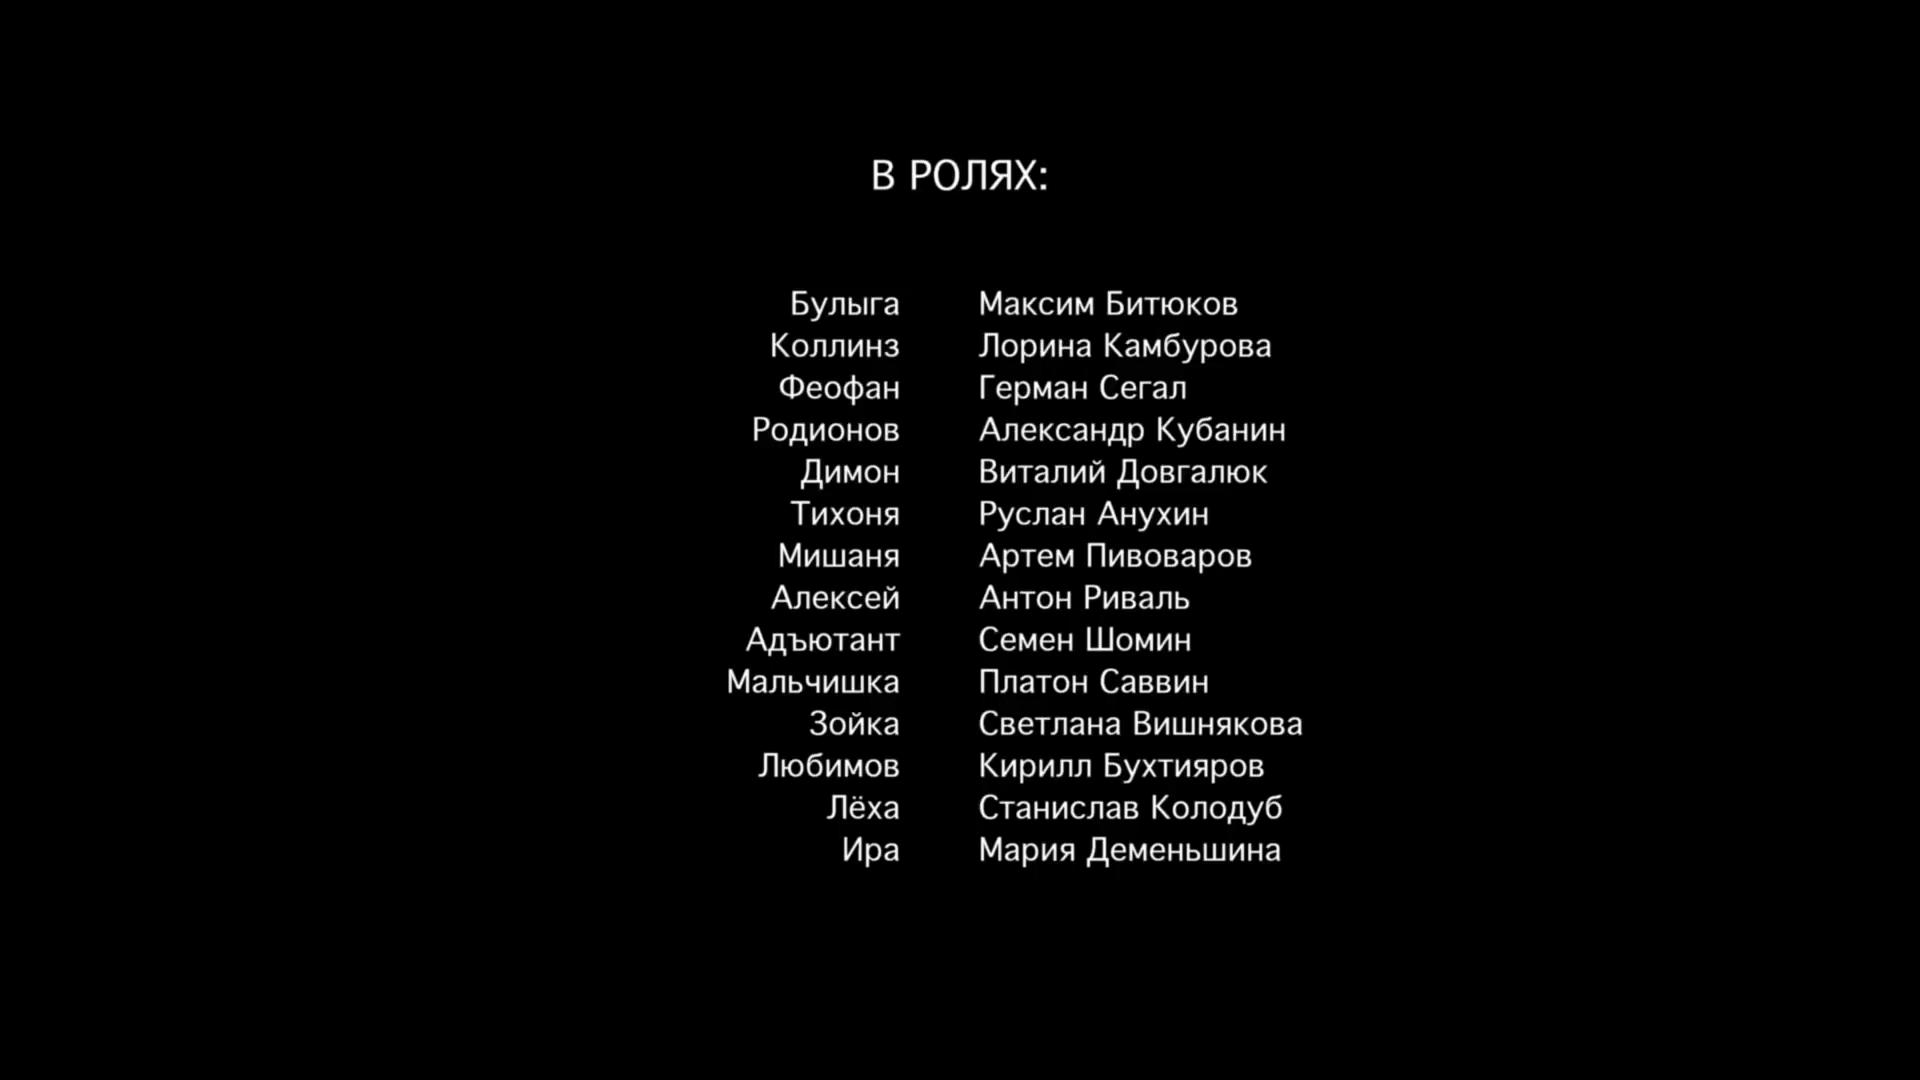 В РОЛЯХ:
Булыга Максим Битюков
Коллинз Лорина Камбурова
Феофан Герман Сегал
Родионов Александр Кубанин
Димон Виталий Довгалюк
Тихоня Руслан Анухин
Мишаня Артем Пивоваров
Алексей Антон Риваль
Адъютант Семен Шомин
Мальчишка Платон Саввин
Зойка Светлана Вишнякова
Любимов Кирилл Бухтияров
Лёха Станислав Колодуб
Ира Мария Деменьшина